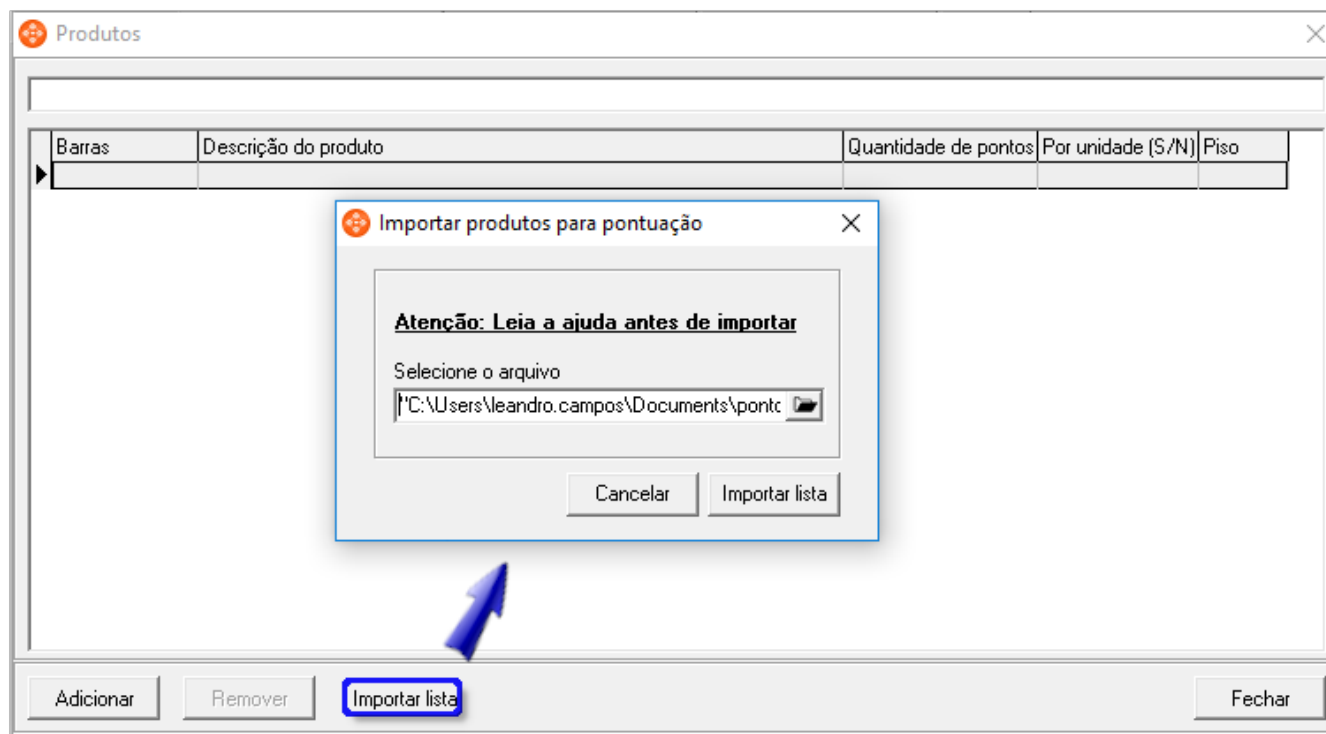 Produtos
Barras Descrição do produto Quantidade de pontos Por unidade (S/N) Piso
Importar produtos para pontuação
Atenção: Leia a ajuda antes de importar
Selecione o arquivo
"C:\Users\leandro.campos\Documents\pontc
Cancelar Importar lista
Adicionar Remover Importar lista Fechar